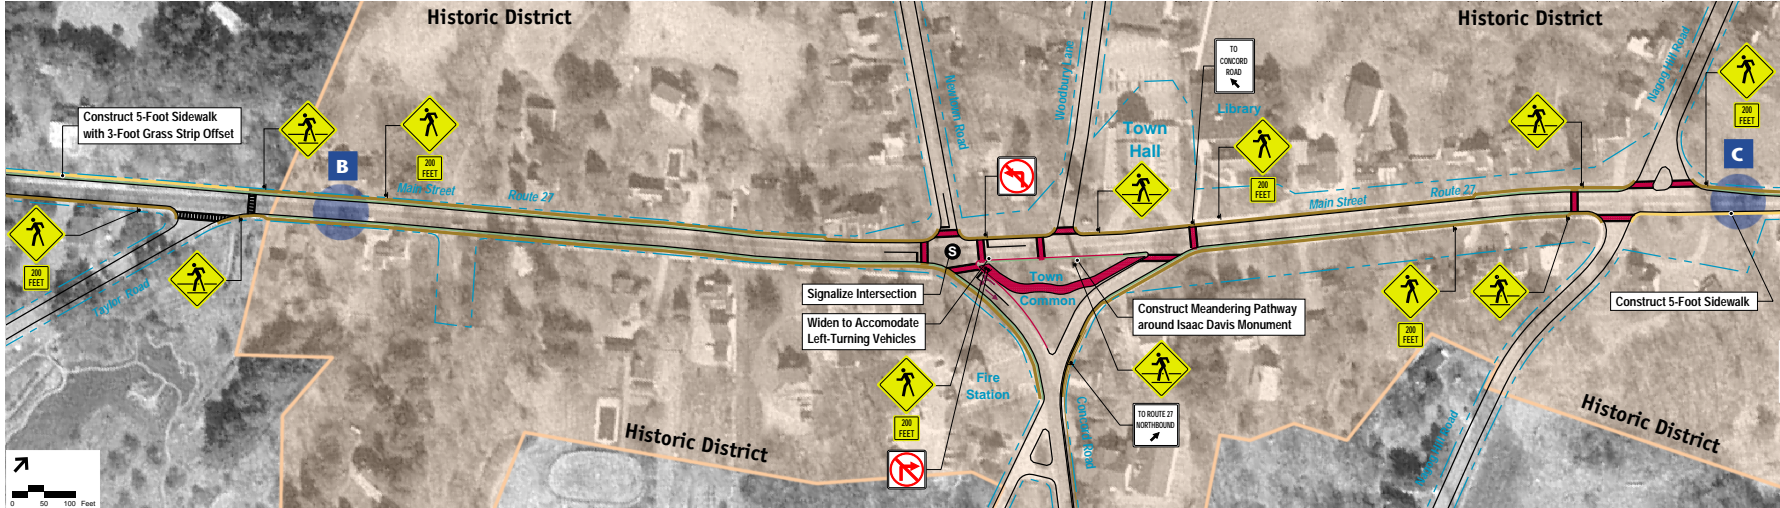 Historic District
Historic District
Construct 5-Foot Sidewalk
with 3-Foot Grass Strip Offset
B
200
FEET
Main Street
Route 27
Newtown Road
Woodbury Lane
Town
Hall
TO
CONCORD
ROAD
Library
200
FEET
Main Street
Route 27
Nagog Hill Road
200
FEET
C
200
FEET
Taylor Road
S
Signalize Intersection
Widen to Accomodate
Left-Turning Vehicles
Town
Common
Construct Meandering Pathway
around Isaac Davis Monument
200
FEET
Construct 5-Foot Sidewalk
200
FEET
Fire
Station
TO ROUTE 27
NORTHBOUND
Concord Road
Historic District
Historic District
0 50 100 Feet